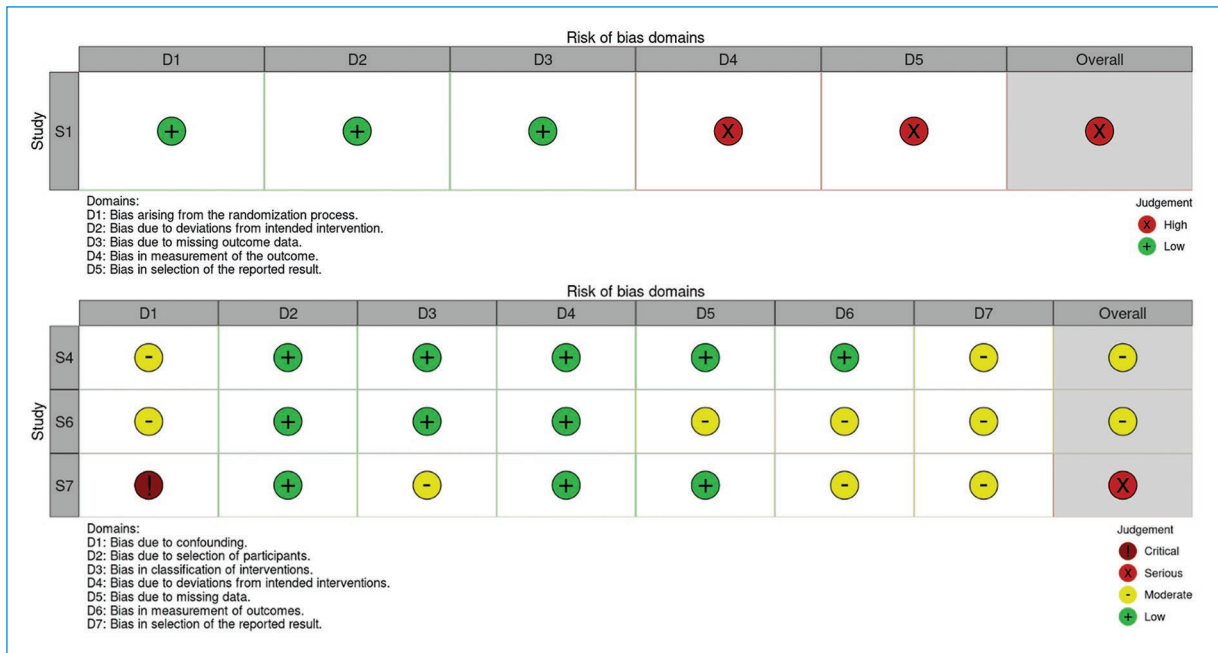 Risk of bias domains
D1 D2 D3 D4 D5 Overall
Study
S1 + + + X X X
Domains:
D1: Bias arising from the randomization process.
D2: Bias due to deviations from intended intervention.
D3: Bias due to missing outcome data.
D4: Bias in measurement of the outcome.
D5: Bias in selection of the reported result.
Judgement
X High
+ Low
Risk of bias domains
D1 D2 D3 D4 D5 D6 D7 Overall
Study
S4 - + + + + + - -
S6 - + + + - - - -
S7 ! + - + + - - X
Domains:
D1: Bias due to confounding.
D2: Bias due to selection of participants.
D3: Bias in classification of interventions.
D4: Bias due to deviations from intended interventions.
D5: Bias due to missing data.
D6: Bias in measurement of outcomes.
D7: Bias in selection of the reported result.
Judgement
! Critical
X Serious
- Moderate
+ Low